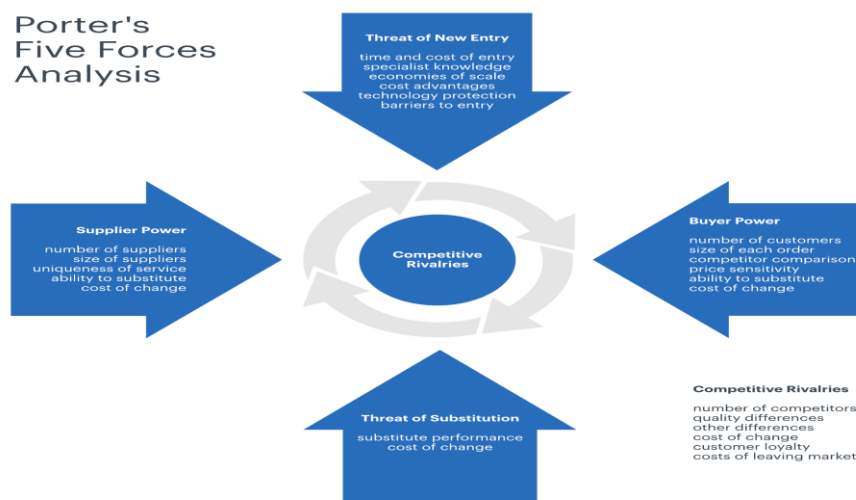 Porter's
Five Forces
Analysis
Threat of New Entry
time and cost of entry
specialist knowledge
economies of scale
cost advantages
technology protection
barriers to entry
Supplier Power
number of suppliers
size of suppliers
uniqueness of service
ability to substitute
cost of change
Competitive
Rivalries
Buyer Power
number of customers
size of each order
competitor comparison
price sensitivity
ability to substitute
cost of change
Threat of Substitution
substitute performance
cost of change
Competitive Rivalries
number of competitors
quality differences
other differences
cost of change
customer loyalty
costs of leaving market